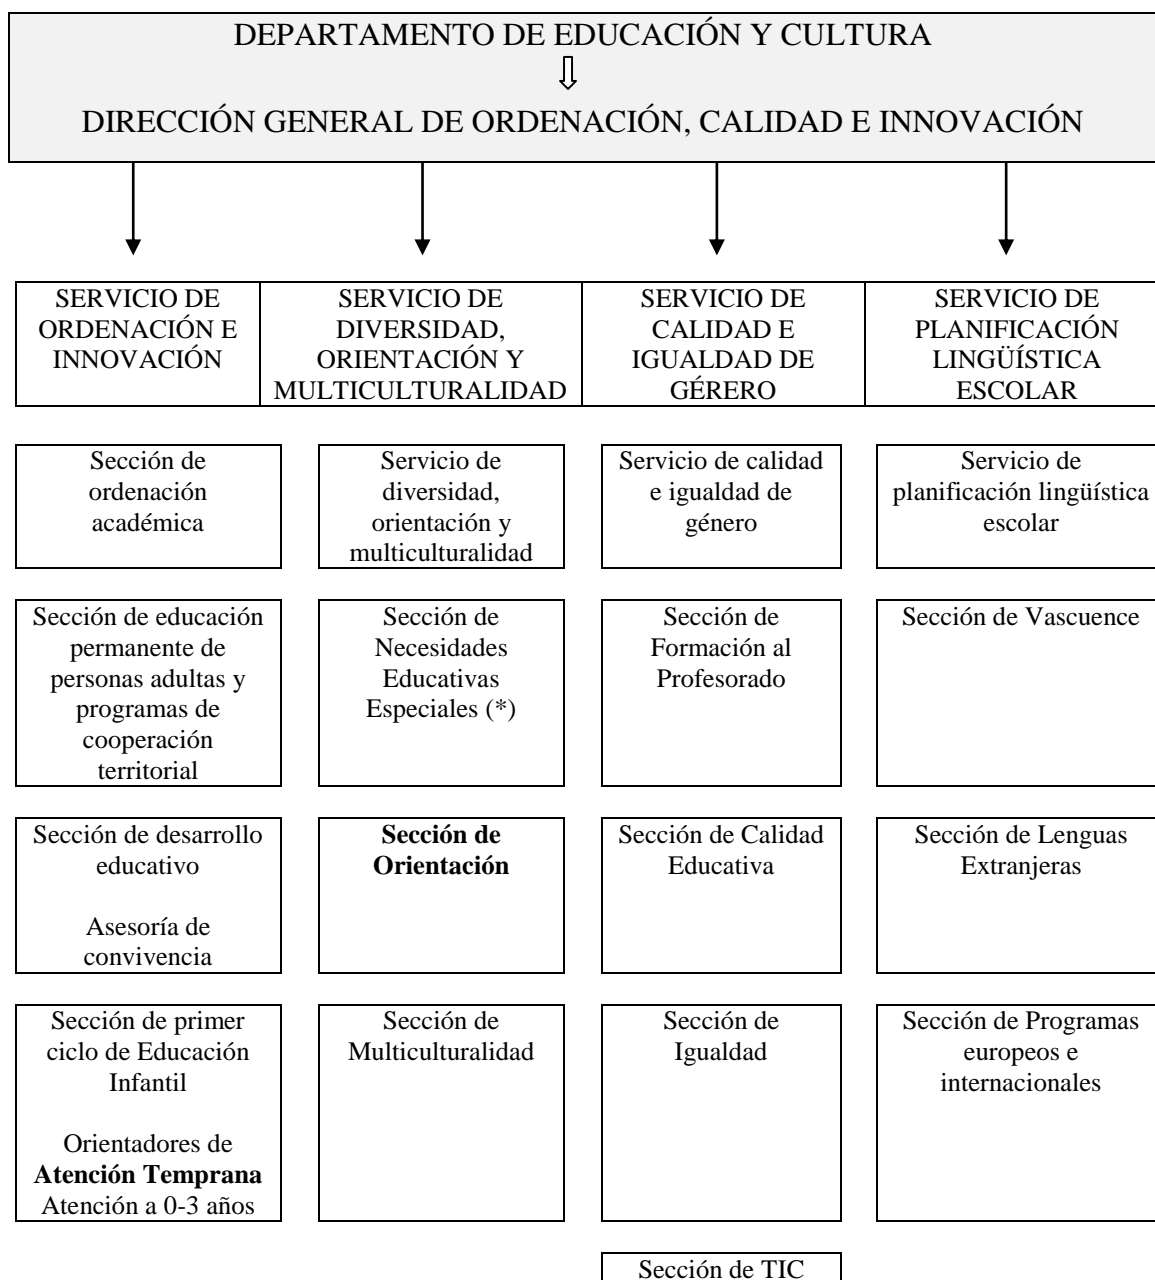 DEPARTAMENTO DE EDUCACIÓN Y CULTURA
DIRECCIÓN GENERAL DE ORDENACIÓN, CALIDAD E INNOVACIÓN
SERVICIO DE
ORDENACIÓN E
INNOVACIÓN
SERVICIO DE
DIVERSIDAD,
ORIENTACIÓN Y
MULTICULTURALIDAD
SERVICIO DE
CALIDAD E
IGUALDAD DE
GÉRERO
SERVICIO DE
PLANIFICACIÓN
LINGÜÍSTICA
ESCOLAR
Sección de
ordenación
académica
Servicio de
diversidad,
orientación y
multiculturalidad
Servicio de calidad
e igualdad de
género
Servicio de
planificación lingüística
escolar
Sección de educación
permanente de
personas adultas y
programas de
cooperación
territorial
Sección de
Necesidades
Educativas
Especiales (*)
Sección de
Formación al
Profesorado
Sección de Vascuence
Sección de desarrollo
educativo
Asesoría de
convivencia
Sección de
Orientación
Sección de Calidad
Educativa
Sección de Lenguas
Extranjeras
Sección de primer
ciclo de Educación
Infantil
Orientadores de
Atención Temprana
Atención a 0-3 años
Sección de
Multiculturalidad
Sección de
Igualdad
Sección de Programas
europeos e
internacionales
Sección de TIC